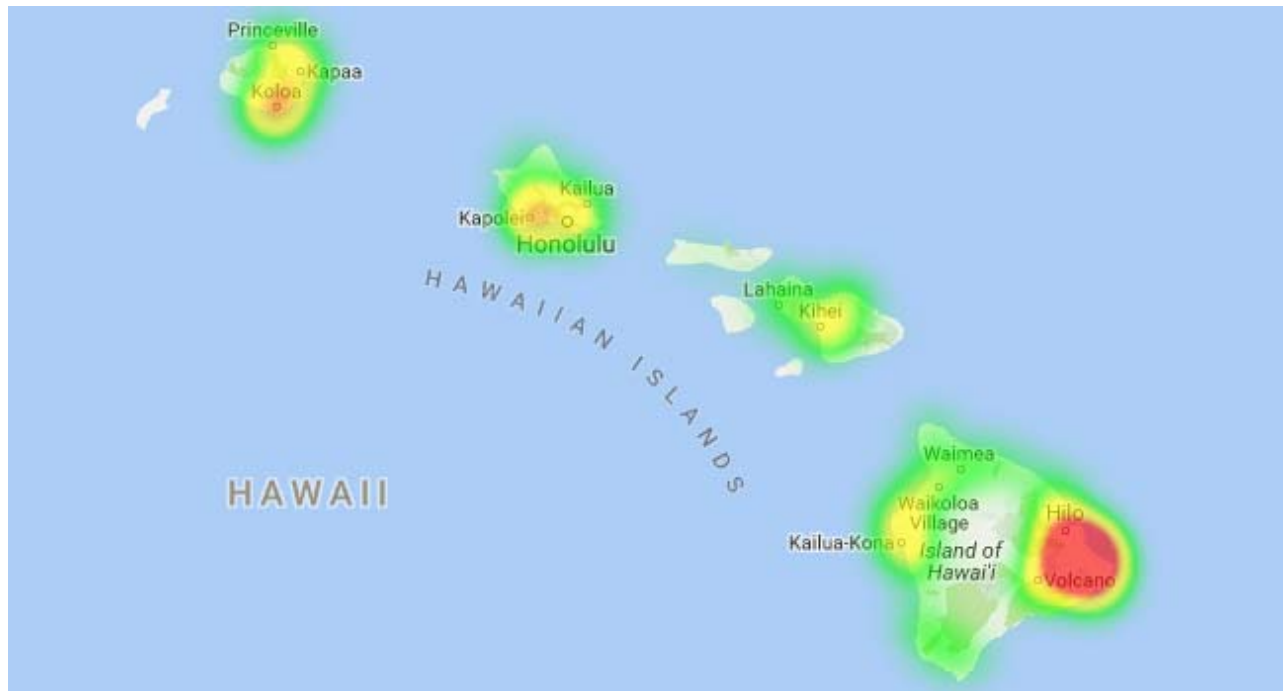 Princeville
Kapaa
Koloa
Kailua
Kapolei
Honolulu
HAWAIIAN ISLANDS
Lahaina
Kihei
HAWAII
Waimea
Waikoloa
Village
Kailua-Kona
Island of
Hawai'i
Hilo
Volcano